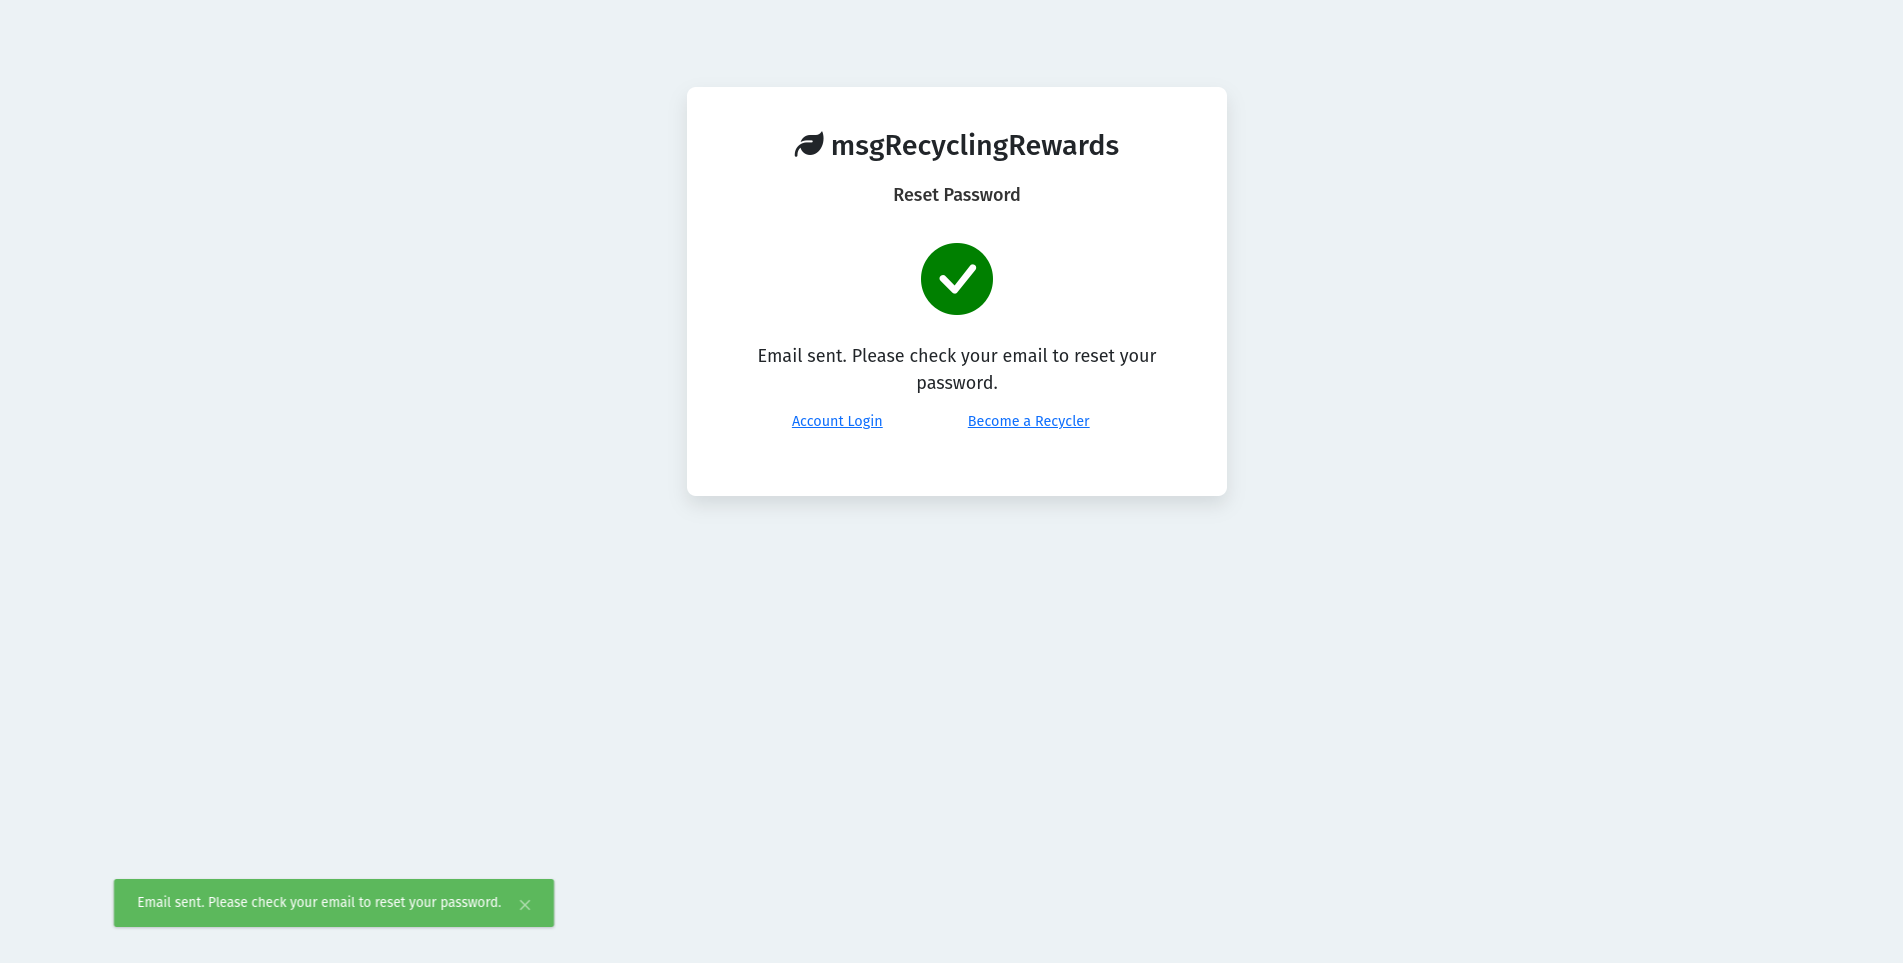 msgRecyclingRewards
Reset Password
Email sent. Please check your email to reset your
password.
Account Login Become a Recycler
Email sent. Please check your email to reset your password.